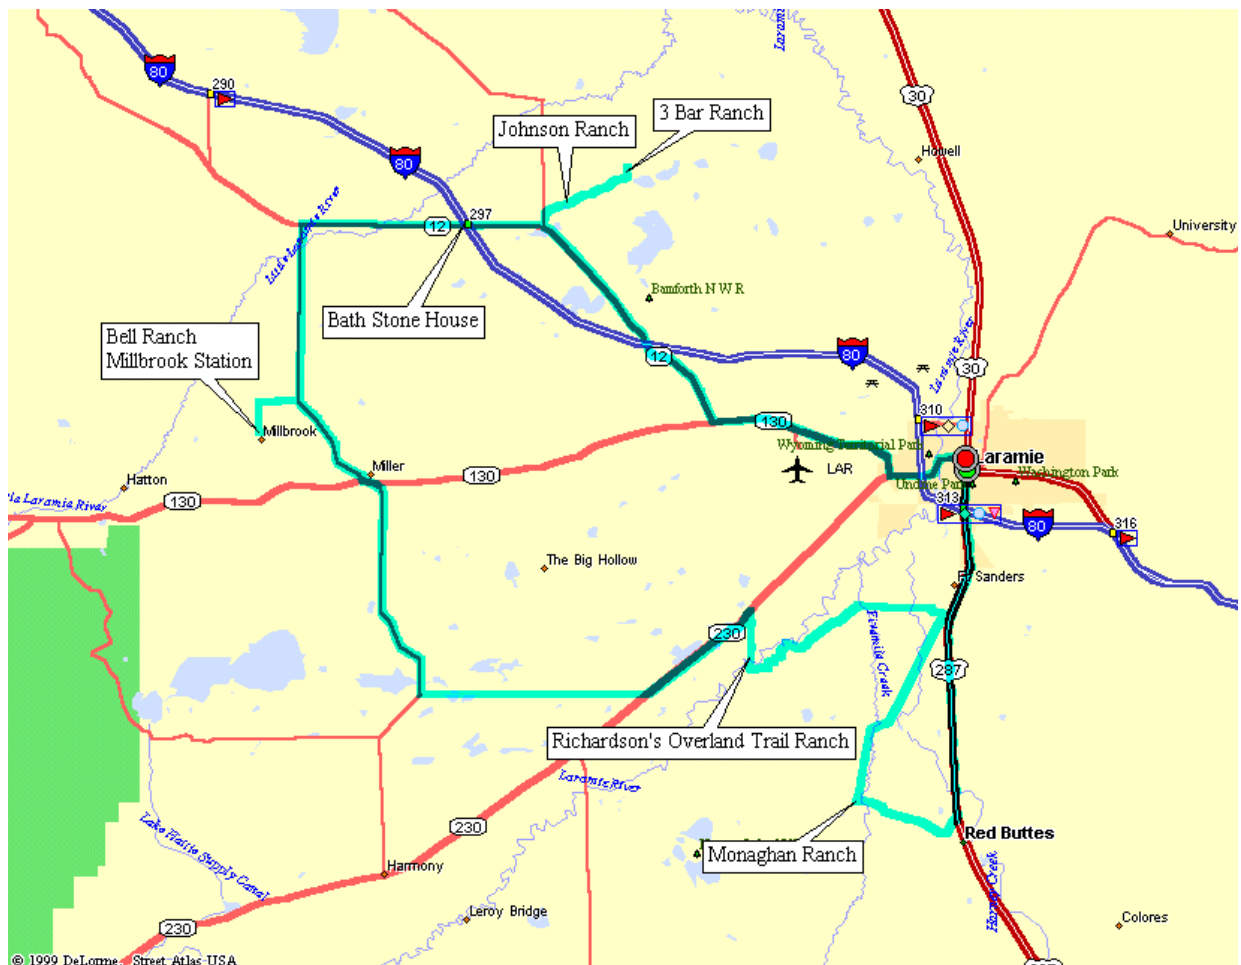 Laramie
30
80
290
80
3 Bar Ranch
Johnson Ranch
Howell
Little Laramie River
12
297
University
Bamforth N W R
Bath Stone House
Bell Ranch
Millbrook Station
Laramie River
80
12
30
310
130
Millbrook
Wyoming Territorial Park
Laramie
LAR
Miller
130
Washington Park
Undine Park
Hatton
130
Laramie River
313
80
316
The Big Hollow
Sanders
230
287
Creek
Richardson's Overland Trail Ranch
Laramie River
230
Red Buttes
Monaghan Ranch
Lake Hattie Supply Canal
Harmony
Creek
Leroy Bridge
Colores
230
© 1999 DeLorme. Street Atlas USA